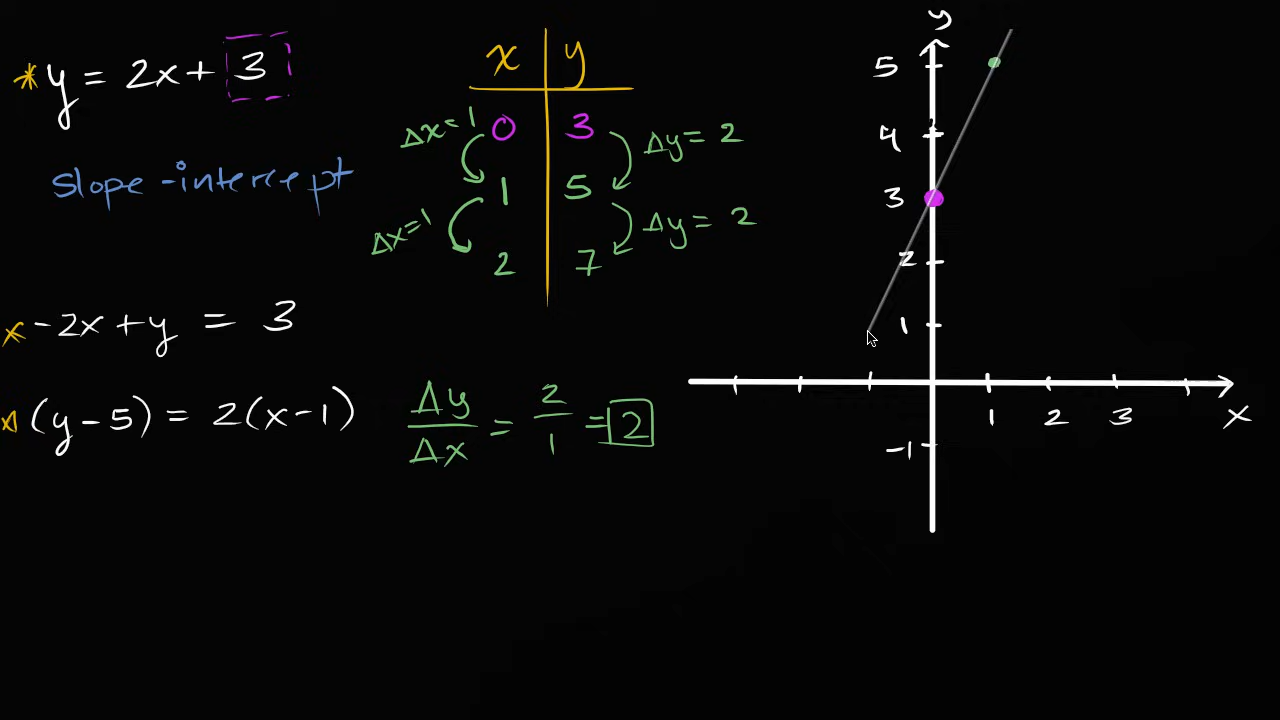 * y = 2x + 3
slope-intercept
* -2x + y = 3
* (y - 5) = 2(x - 1)
x y
Δx = 1 0 3 Δy = 2
1 5
Δx = 1 Δy = 2
2 7
Δy/Δx = 2/1 = 2
y
5
4
3
2
1
1 2 3 x
-1